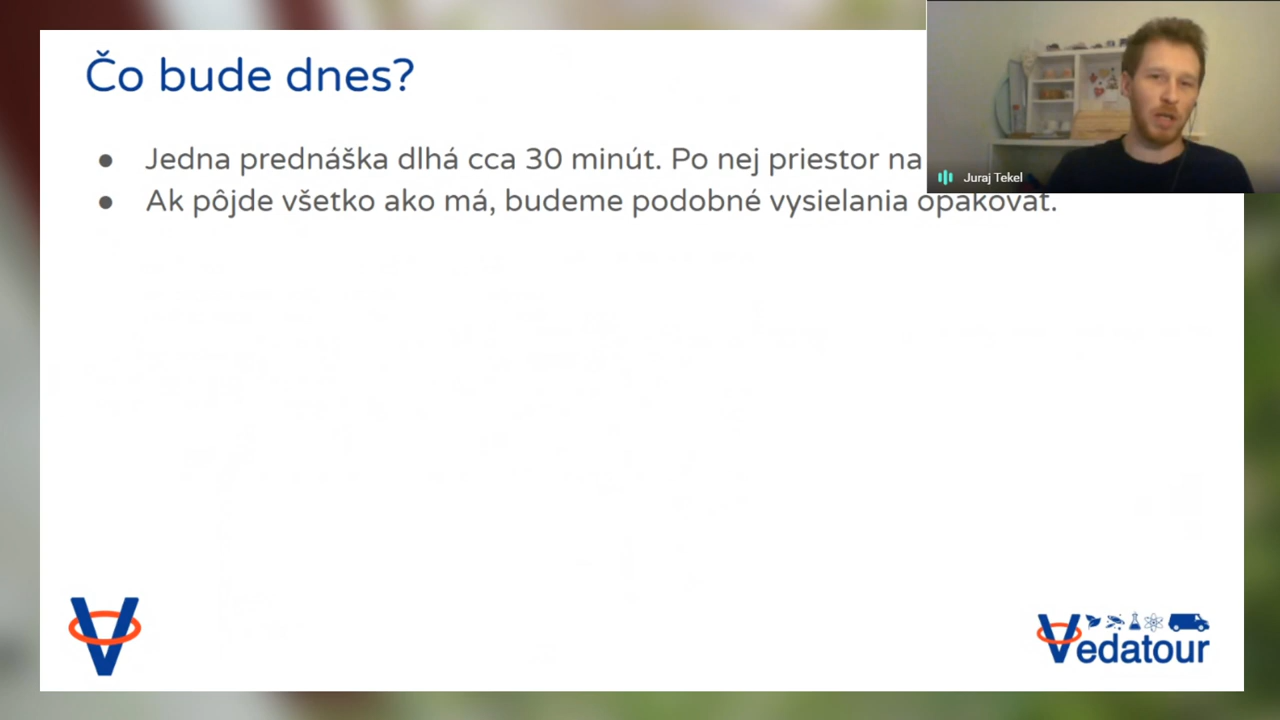 Čo bude dnes?
Jedna prednáška dlhá cca 30 minút. Po nej priestor na
Ak pôjde všetko ako má, budeme podobné vysielania opakovať.
Juraj Tekel
V
Vedatour